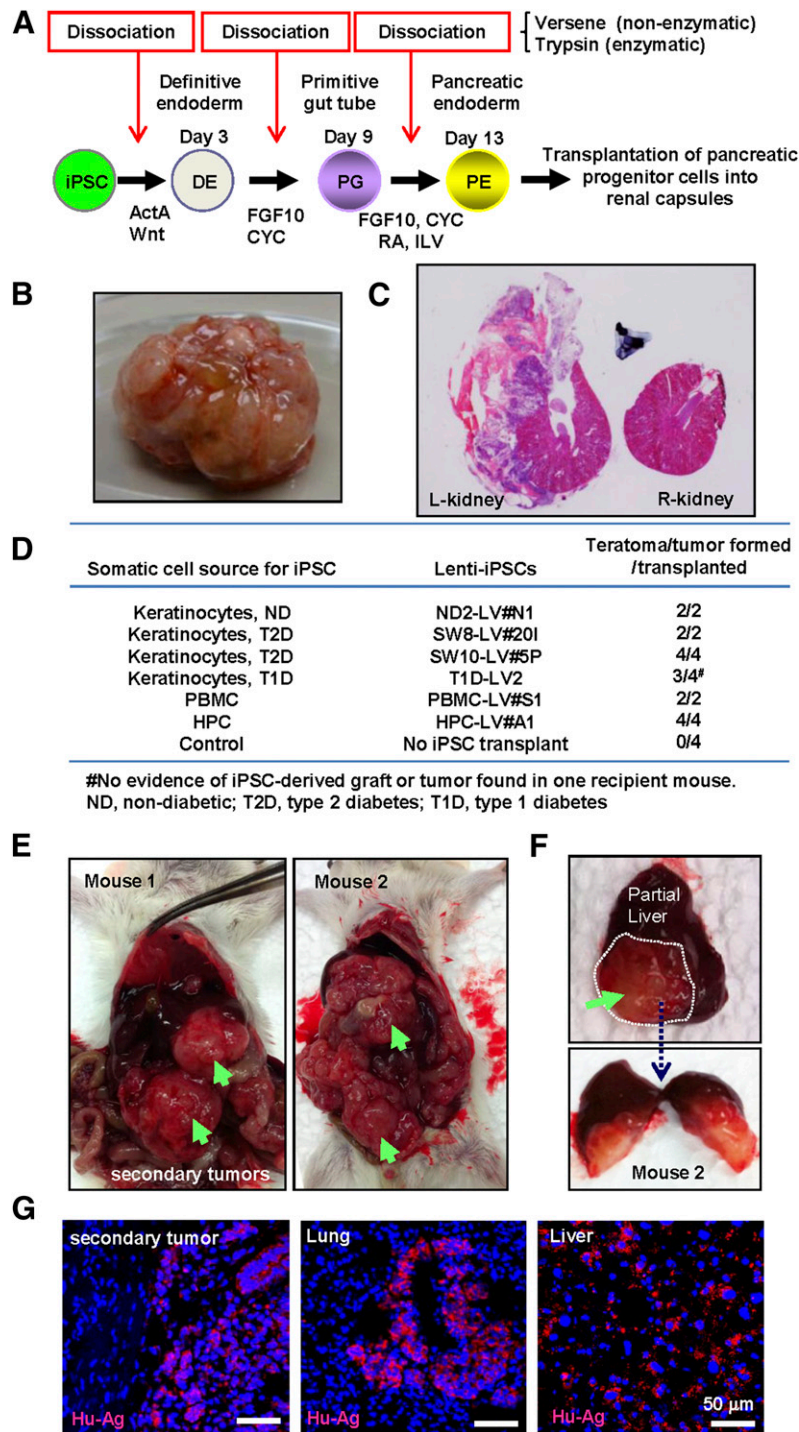 A
Dissociation Dissociation Dissociation
Versene (non-enzymatic)
Trypsin (enzymatic)
Definitive endoderm
Primitive gut tube
Pancreatic endoderm
Day 3
Day 9
Day 13
iPSC
DE
PG
PE
Transplantation of pancreatic
progenitor cells into
renal capsules
ActA
Wnt
FGF10
CYC
FGF10, CYC
RA, ILV
B
C
L-kidney
R-kidney
D
Somatic cell source for iPSC Lenti-iPSCs Teratoma/tumor formed /transplanted
Keratinocytes, ND ND2-LV#N1 2/2
Keratinocytes, T2D SW8-LV#20I 2/2
Keratinocytes, T2D SW10-LV#5P 4/4
Keratinocytes, T1D T1D-LV2 3/4#
PBMC PBMC-LV#S1 2/2
HPC HPC-LV#A1 4/4
Control No iPSC transplant 0/4
#No evidence of iPSC-derived graft or tumor found in one recipient mouse.
ND, non-diabetic; T2D, type 2 diabetes; T1D, type 1 diabetes
E
Mouse 1
secondary tumors
Mouse 2
F
Partial
Liver
Mouse 2
G
secondary tumor
Hu-Ag
Lung
Hu-Ag
Liver
50 μm
Hu-Ag